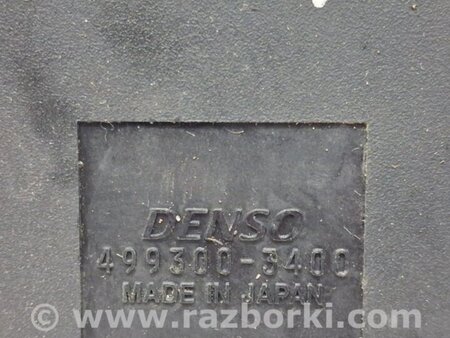 DENSO
499300-3400
MADE IN JAPAN
© www.razborki.com